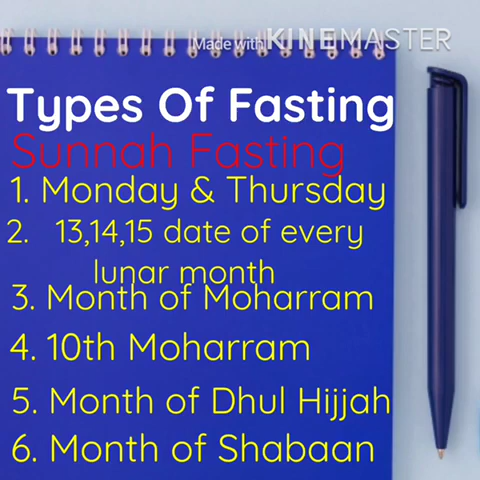 Made with KINEMASTER
Types Of Fasting
Sunnah Fasting
1. Monday & Thursday
2. 13,14,15 date of every
lunar month
3. Month of Moharram
4. 10th Moharram
5. Month of Dhul Hijjah
6. Month of Shabaan